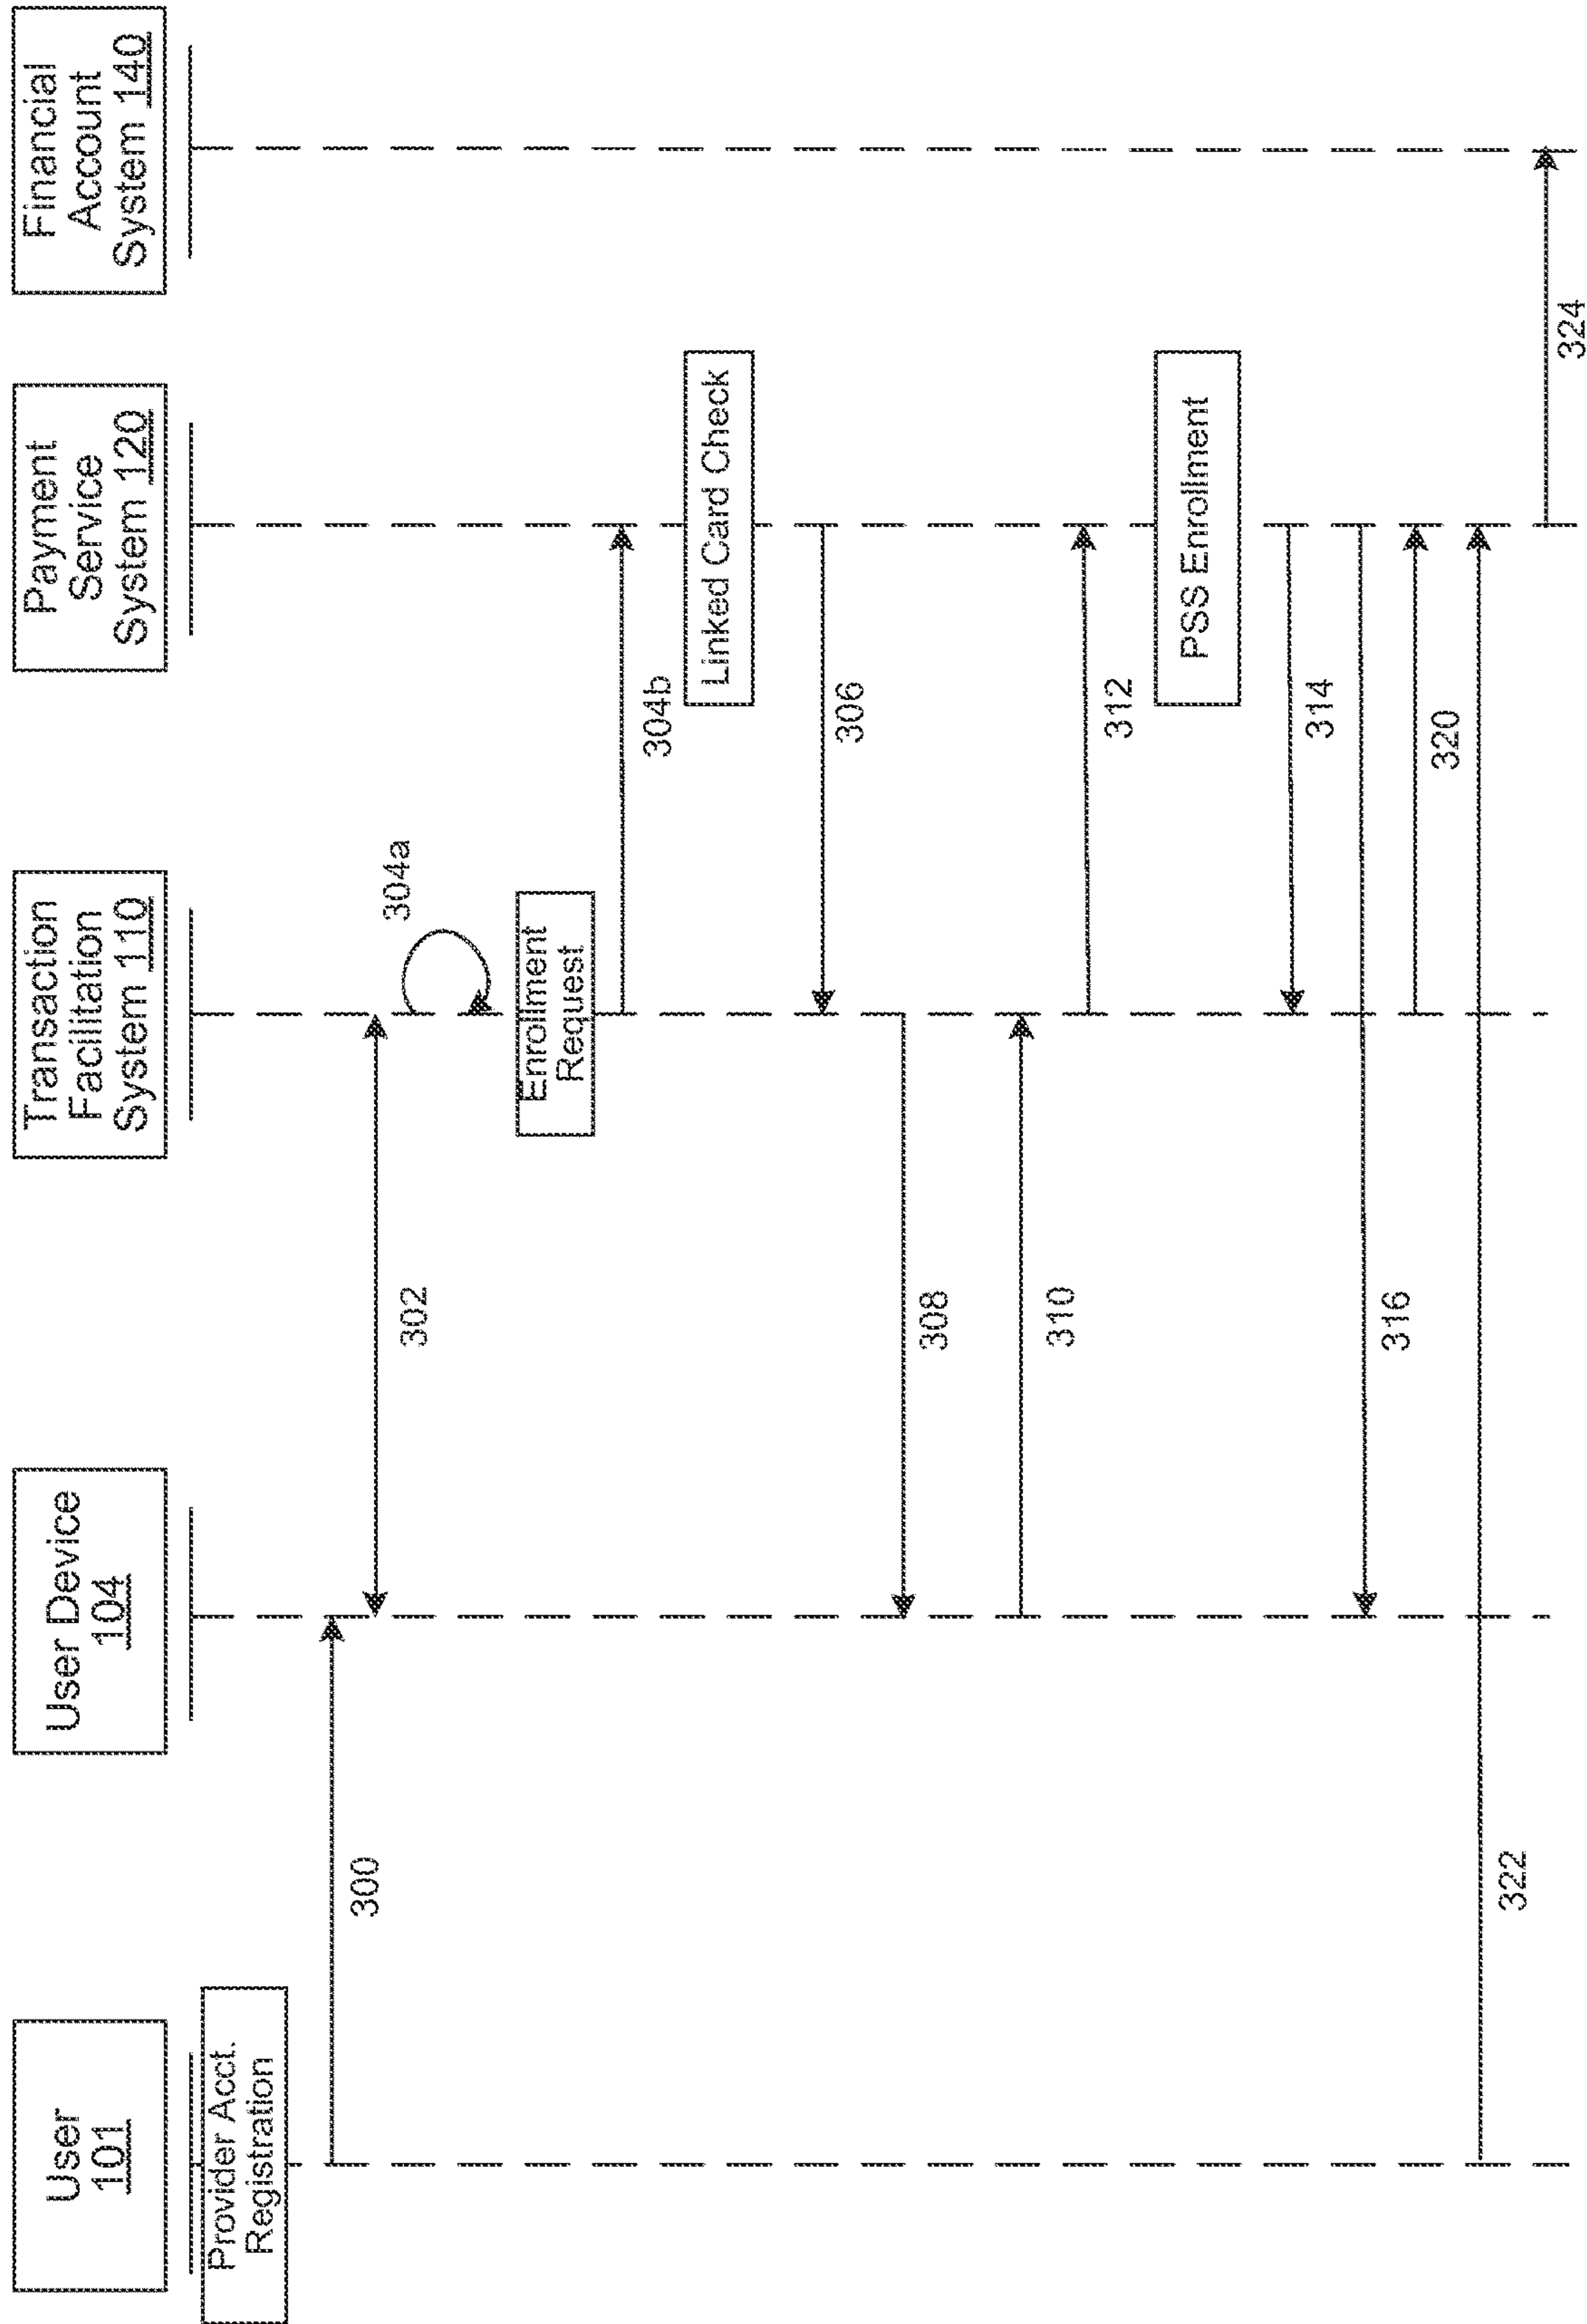 User
101
User Device
104
Transaction
Facilitation
System 110
Payment
Service
System 120
Financial
Account
System 140
Provider Acct.
Registration
300
302
304a
Enrollment
Request
304b
Linked Card Check
306
308
310
312
PSS Enrollment
314
316
320
322
324